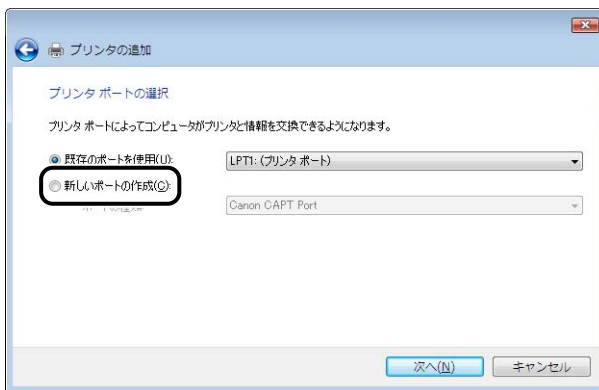 プリンタの追加
プリンタ ポートの選択
プリンタ ポートによってコンピュータがプリンタと情報を交換できるようになります。
既存のポートを使用(U): LPT1: (プリンタ ポート)
新しいポートの作成(C):
Canon CAPT Port
次へ(N) キャンセル